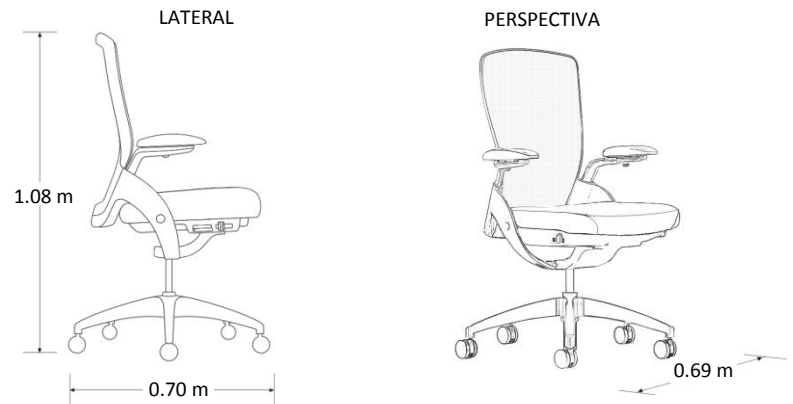 LATERAL
PERSPECTIVA
1.08 m
0.69 m
0.70 m